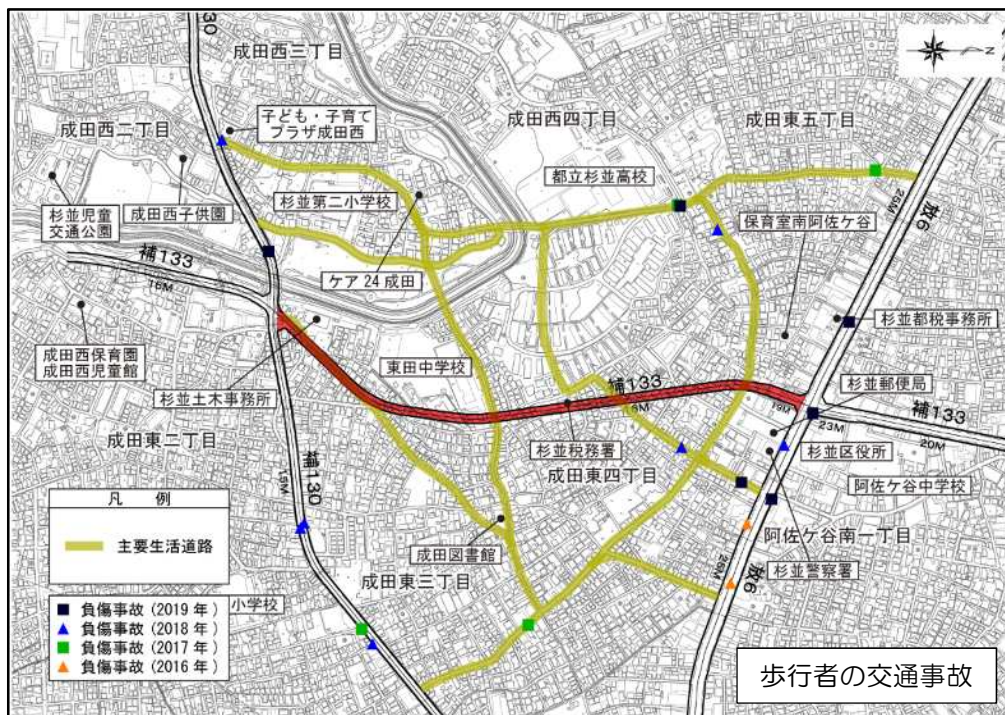 補130
成田西三丁目
N
成田西二丁目
子ども・子育て
プラザ成田西
成田西四丁目
成田東五丁目
都立杉並高校
杉並第二小学校
成田西子供園
杉並児童
交通公園
保育室南阿佐ケ谷
25M
放6
補133
16M
ケア24成田
杉並都税事務所
成田西保育園
成田西児童館
東田中学校
補133
16M
杉並郵便局
杉並土木事務所
23M
補133
20M
成田東二丁目
杉並税務署
杉並区役所
成田東四丁目
阿佐ケ谷中学校
補130
15M
凡例
主要生活道路
成田図書館
阿佐ケ谷南一丁目
杉並警察署
成田東三丁目
放6
小学校
負傷事故(2019年)
負傷事故(2018年)
負傷事故(2017年)
負傷事故(2016年)
歩行者の交通事故